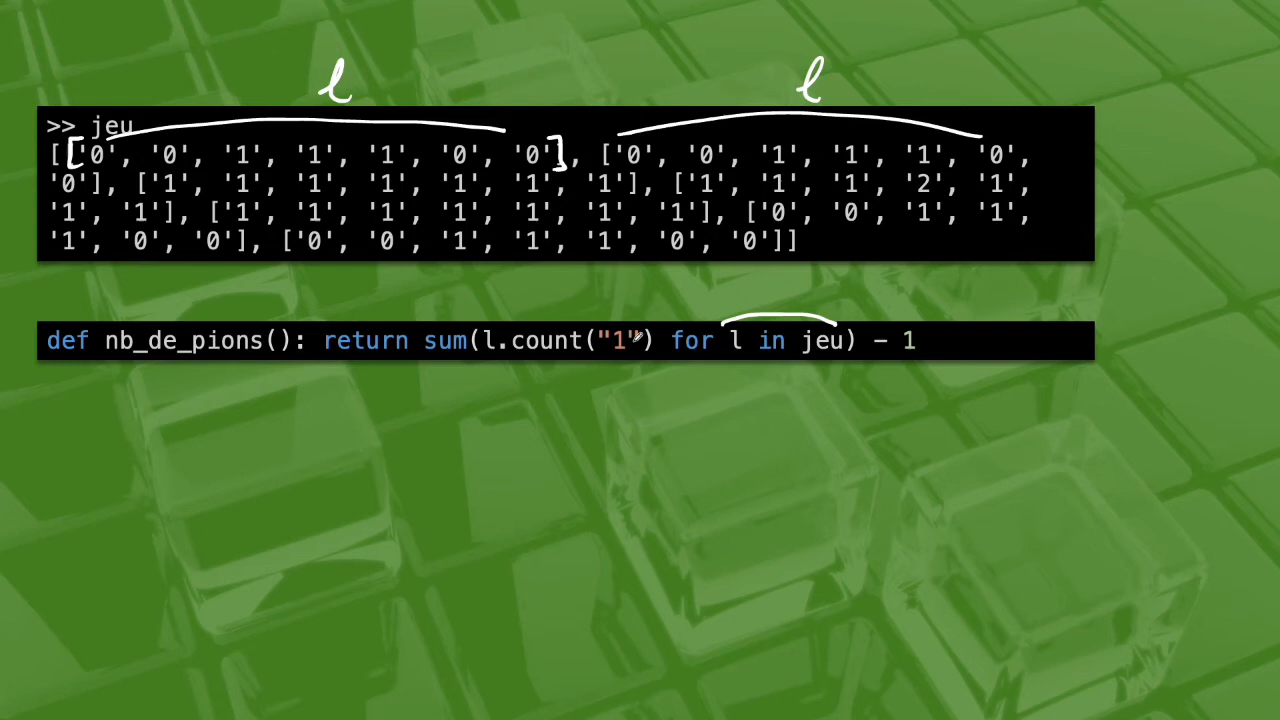 l l
>> jeu
[['0', '0', '1', '1', '1', '0', '0'], ['0', '0', '1', '1', '1', '0',
'0'], ['1', '1', '1', '1', '1', '1', '1'], ['1', '1', '1', '2', '1',
'1', '1'], ['1', '1', '1', '1', '1', '1', '1'], ['0', '0', '1', '1',
'1', '0', '0'], ['0', '0', '1', '1', '1', '0', '0']]
def nb_de_pions(): return sum(l.count("1") for l in jeu) - 1